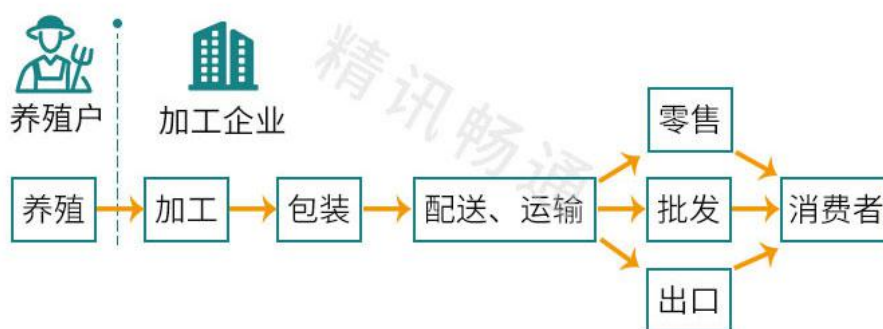 养殖户
加工企业
精讯畅通
零售
养殖
加工
包装
配送、运输
批发
消费者
出口